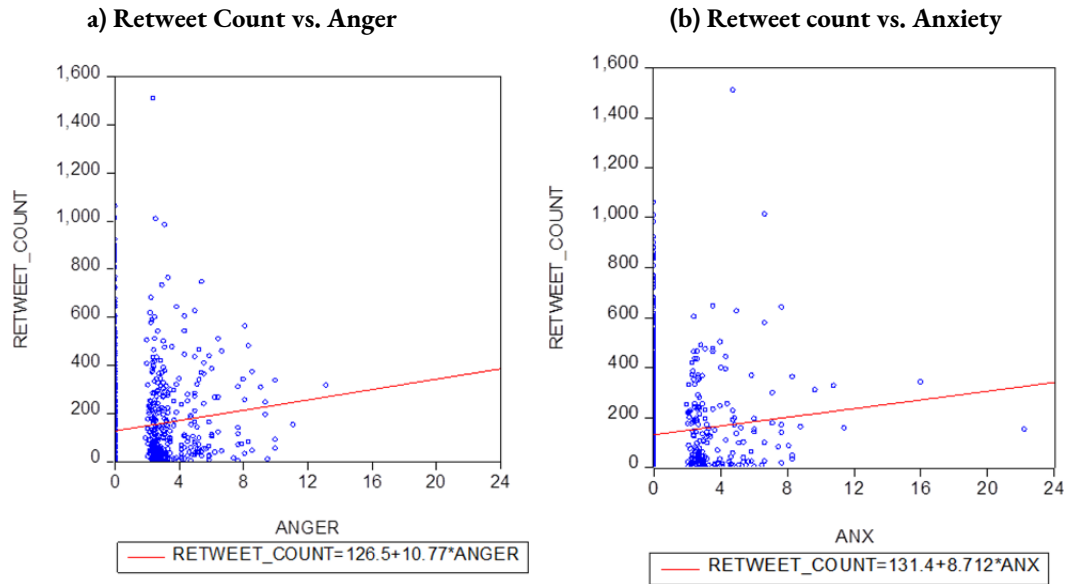 a) Retweet Count vs. Anger
1,600
1,400
1,200
1,000
800
600
400
200
0
0 4 8 12 16 20 24
RETWEET_COUNT
ANGER
RETWEET_COUNT=126.5+10.77*ANGER
(b) Retweet count vs. Anxiety
1,600
1,400
1,200
1,000
800
600
400
200
0
0 4 8 12 16 20 24
RETWEET_COUNT
ANX
RETWEET_COUNT=131.4+8.712*ANX